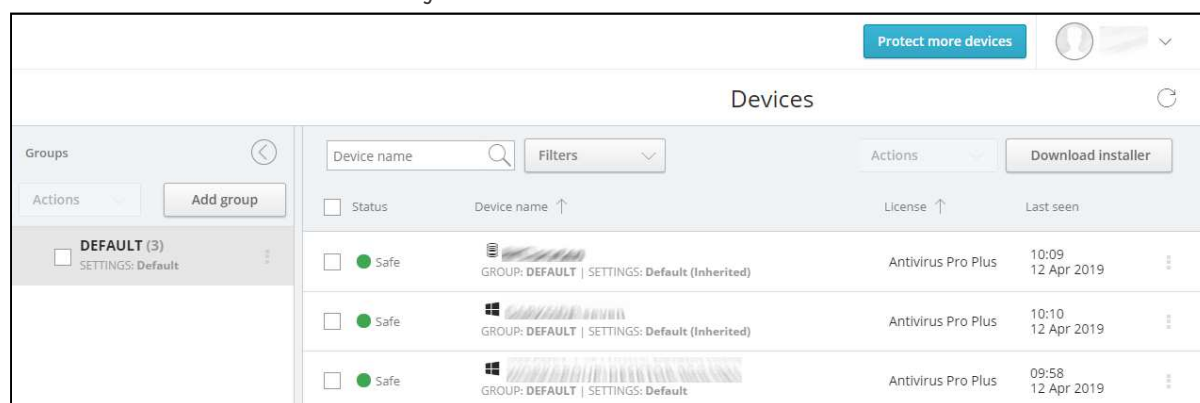 Protect more devices
Devices
Groups
Device name
Filters
Actions
Download installer
Actions
Add group
Status
Device name ↑
License ↑
Last seen
DEFAULT (3)
SETTINGS: Default
Safe
GROUP: DEFAULT | SETTINGS: Default (Inherited)
Antivirus Pro Plus
10:09
12 Apr 2019
Safe
GROUP: DEFAULT | SETTINGS: Default (Inherited)
Antivirus Pro Plus
10:10
12 Apr 2019
Safe
GROUP: DEFAULT | SETTINGS: Default
Antivirus Pro Plus
09:58
12 Apr 2019